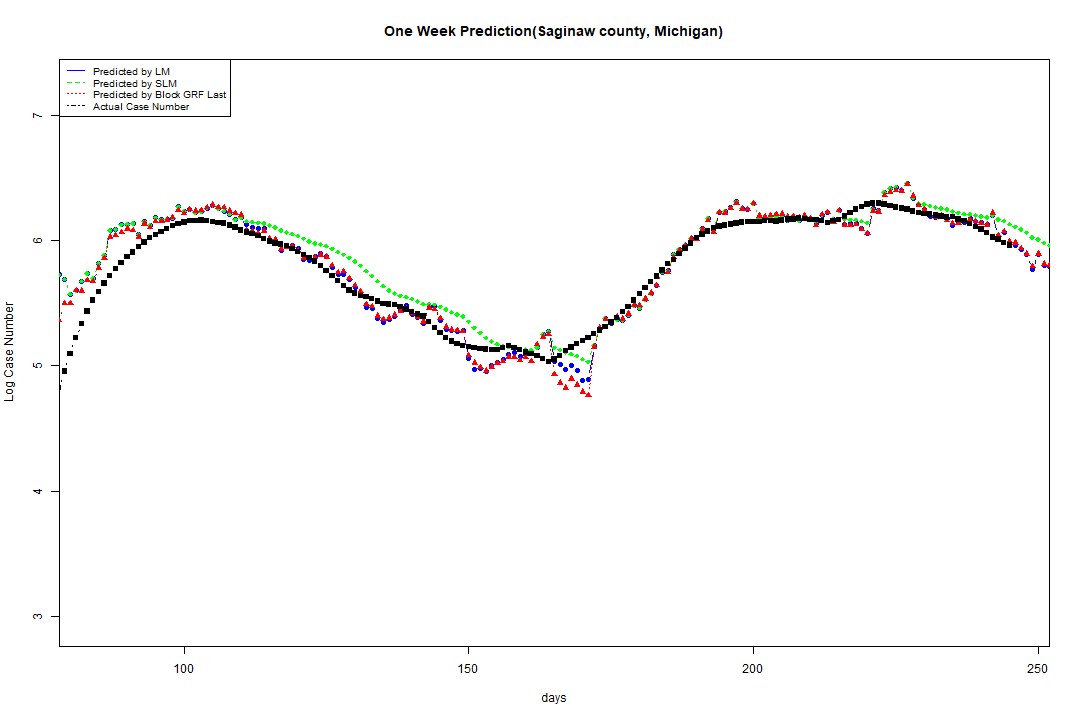 One Week Prediction(Saginaw county, Michigan)
Predicted by LM
Predicted by SLM
Predicted by Block GRF Last
Actual Case Number
7
6
5
4
3
Log Case Number
100
150
200
250
days